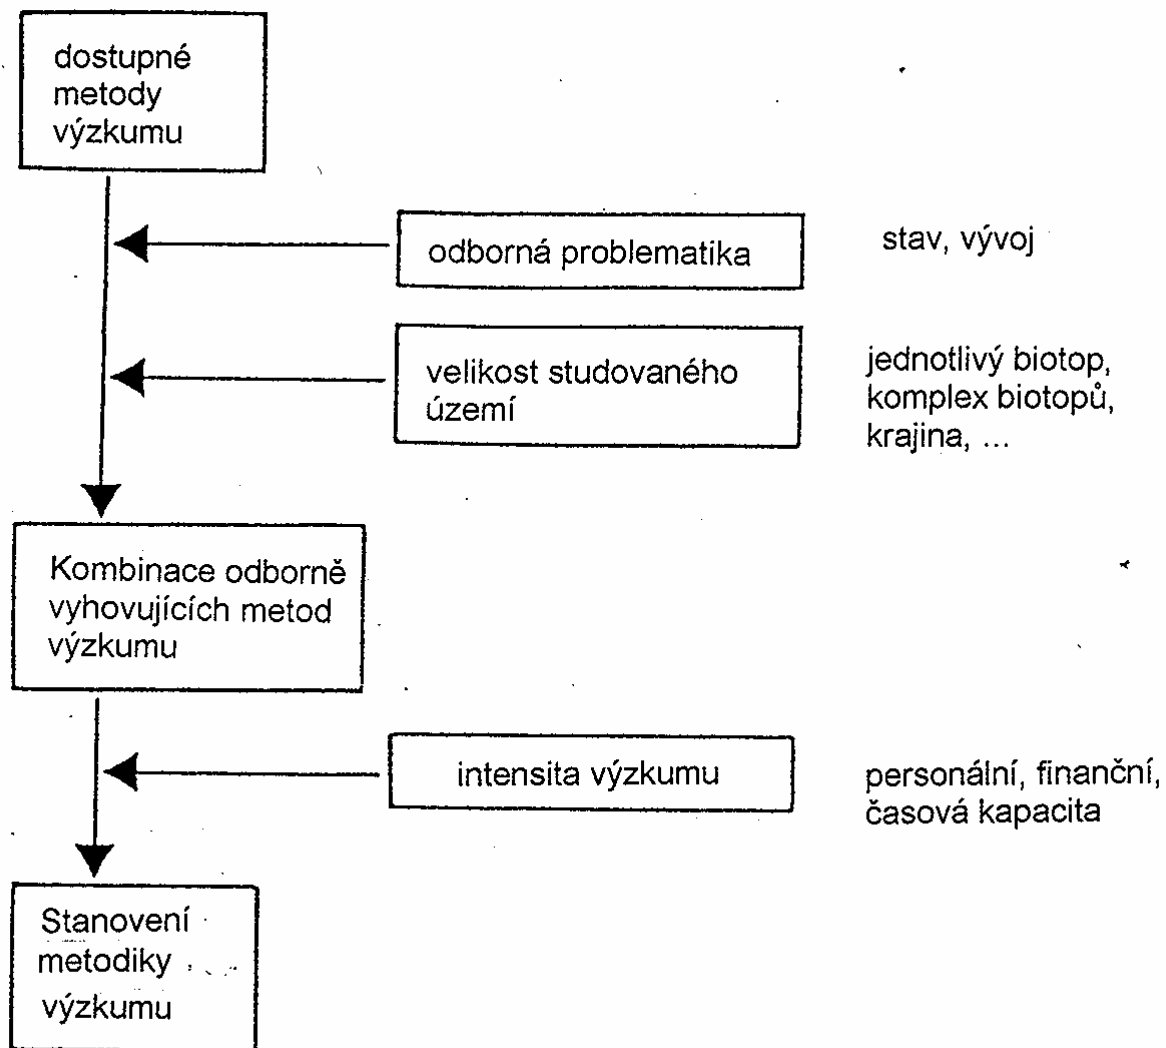 dostupné
metody
výzkumu
odborná problematika
stav, vývoj
velikost studovaného
území
jednotlivý biotop,
komplex biotopů,
krajina, ...
Kombinace odborně
vyhovujících metod
výzkumu
intensita výzkumu
personální, finanční,
časová kapacita
Stanovení
metodiky
výzkumu